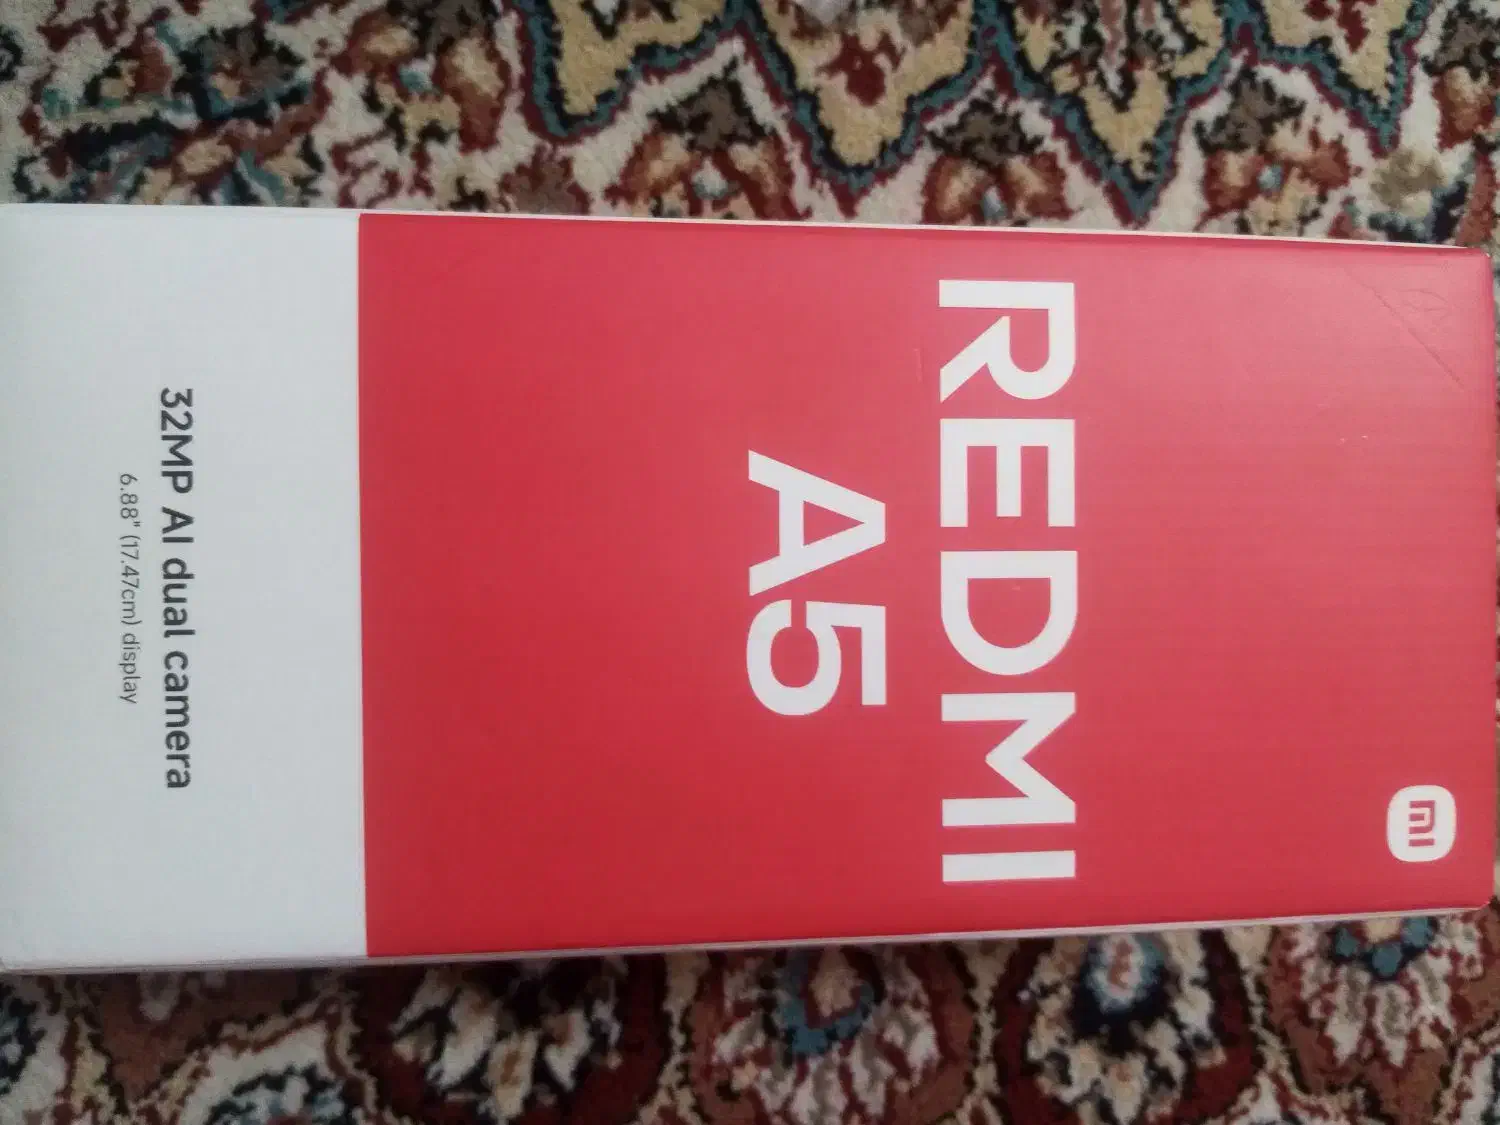 mi
REDMI
A5
32MP AI dual camera
6.88" (17.47cm) display